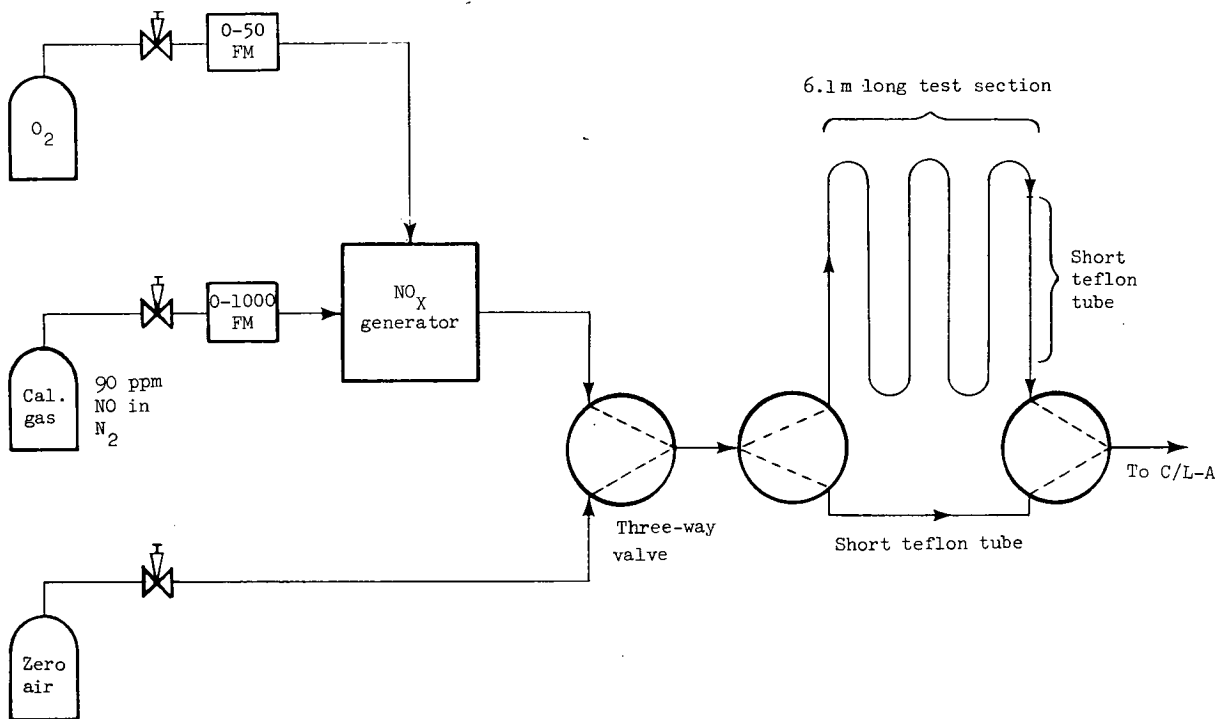 0-50
FM
O2
6.1m long test section
Short
teflon
tube
0-1000
FM
NOX
generator
Cal.
gas
90 ppm
NO in
N2
To C/L-A
Three-way
valve
Short teflon tube
Zero
air